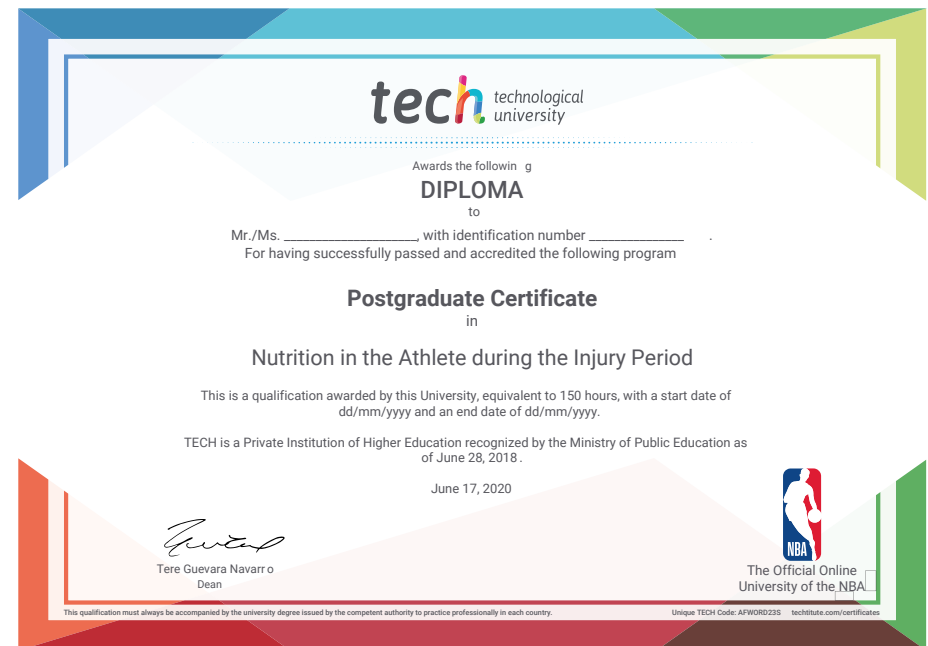 tech technological
university
Awards the followin g
DIPLOMA
to
Mr./Ms. ____________________, with identification number ______________ .
For having successfully passed and accredited the following program
Postgraduate Certificate
in
Nutrition in the Athlete during the Injury Period
This is a qualification awarded by this University, equivalent to 150 hours, with a start date of
dd/mm/yyyy and an end date of dd/mm/yyyy.
TECH is a Private Institution of Higher Education recognized by the Ministry of Public Education as
of June 28, 2018 .
June 17, 2020
Tere Guevara Navarr o
Dean
NBA
The Official Online
University of the NBA
This qualification must always be accompanied by the university degree issued by the competent authority to practice professionally in each country.
Unique TECH Code: AFWORD23S techtitute.com/certificates